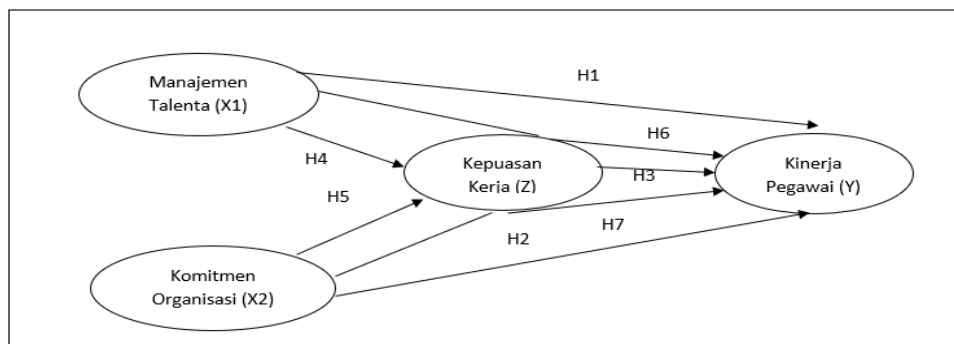 H1
Manajemen
Talenta (X1)
H6
H4
Kepuasan
Kerja (Z)
H3
Kinerja
Pegawai (Y)
H5
H2
H7
Komitmen
Organisasi (X2)